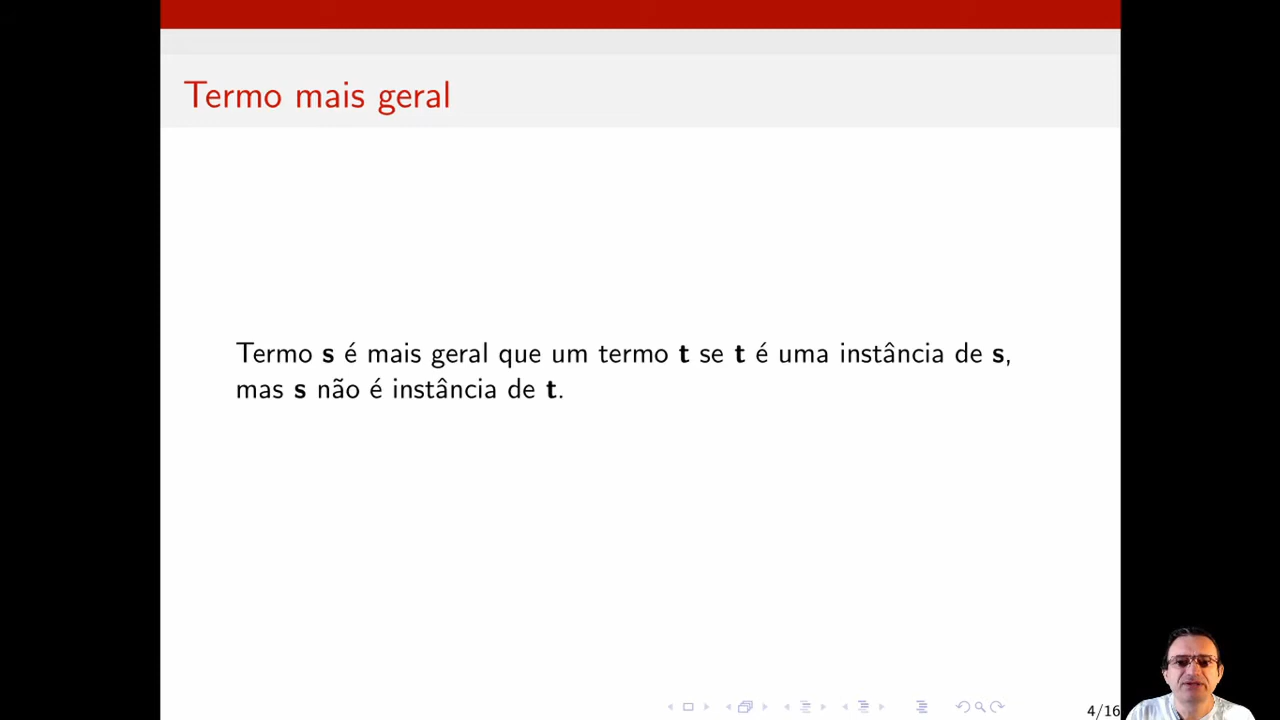 Termo mais geral
Termo s é mais geral que um termo t se t é uma instância de s,
mas s não é instância de t.
4/16